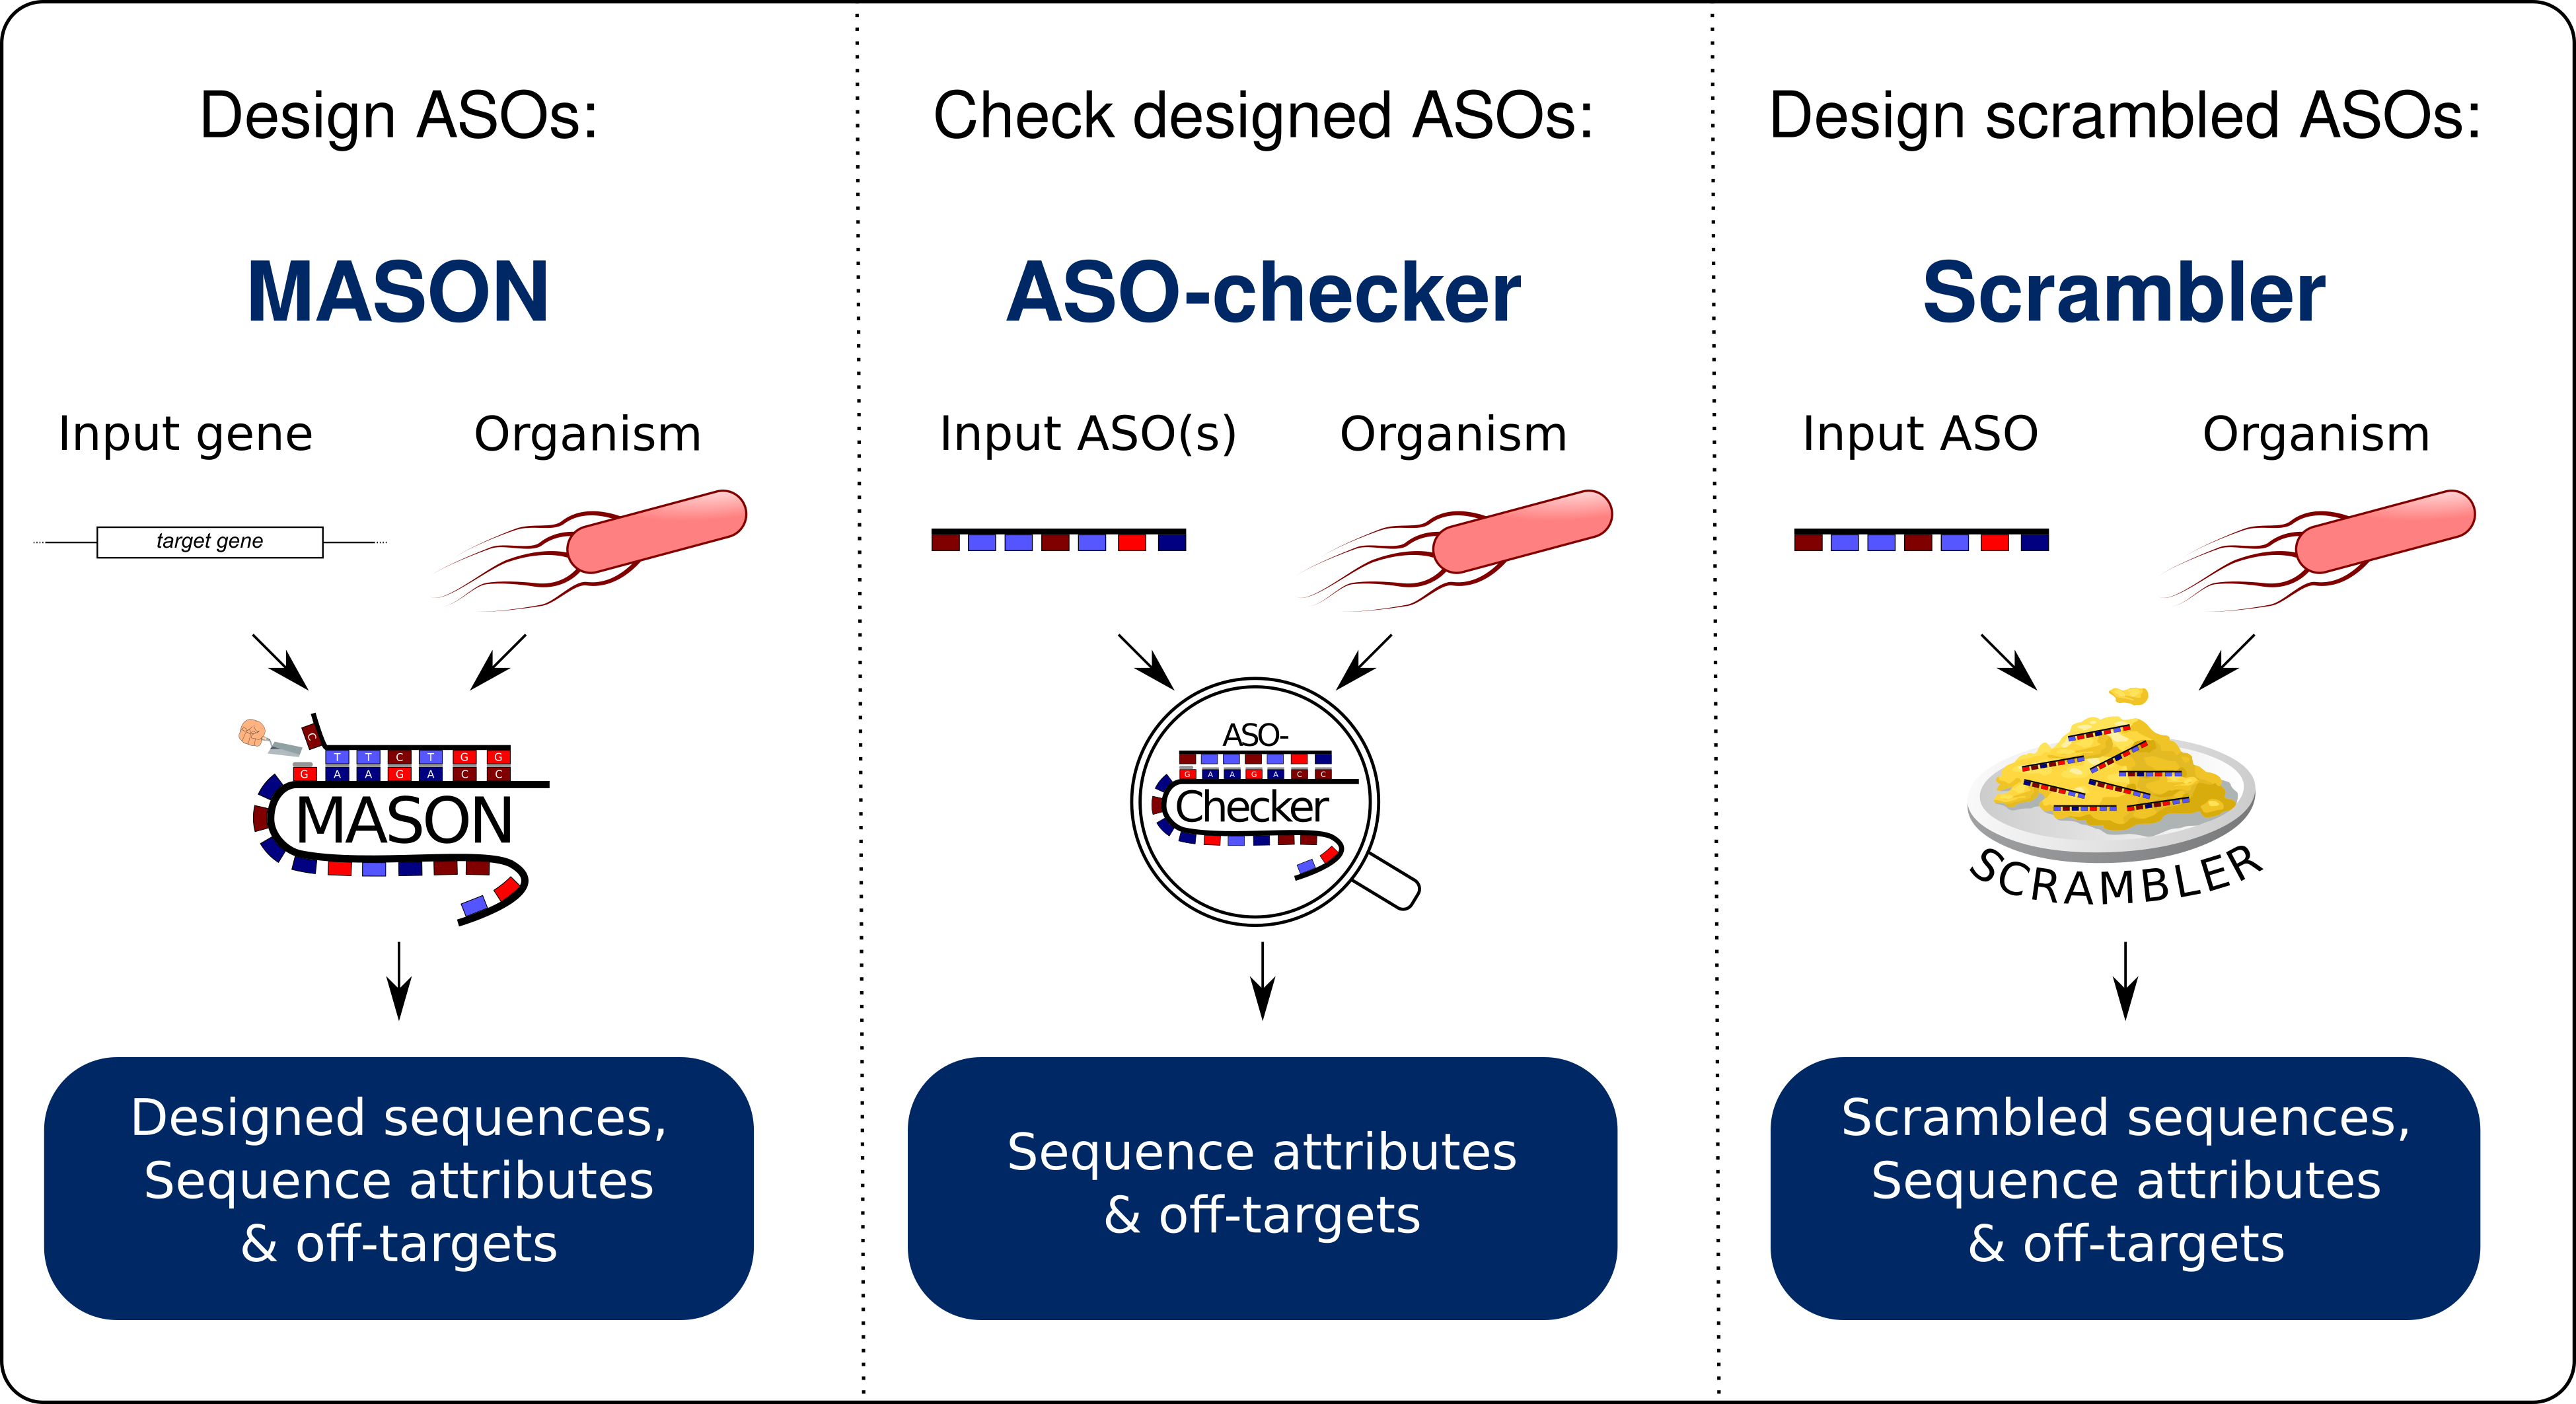 Design ASOs:
MASON
Input gene
Organism
target gene
C
T T C T G G
G A A G A C C
MASON
Designed sequences,
Sequence attributes
& off-targets
Check designed ASOs:
ASO-checker
Input ASO(s)
Organism
ASO-
G A A G A C C
Checker
Sequence attributes
& off-targets
Design scrambled ASOs:
Scrambler
Input ASO
Organism
SCRAMBLER
Scrambled sequences,
Sequence attributes
& off-targets